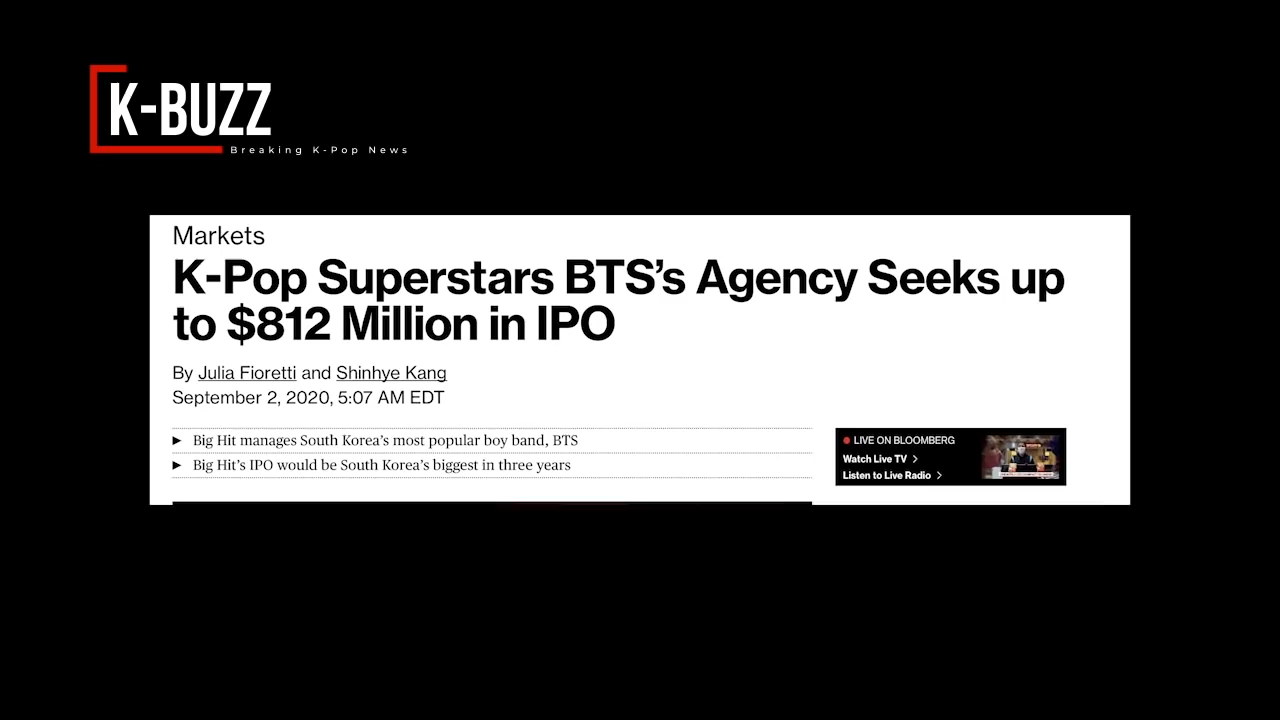 K-BUZZ
Breaking K-Pop News
Markets
K-Pop Superstars BTS’s Agency Seeks up
to $812 Million in IPO
By Julia Fioretti and Shinhye Kang
September 2, 2020, 5:07 AM EDT
▶ Big Hit manages South Korea’s most popular boy band, BTS
▶ Big Hit’s IPO would be South Korea’s biggest in three years
LIVE ON BLOOMBERG
Watch Live TV >
Listen to Live Radio >